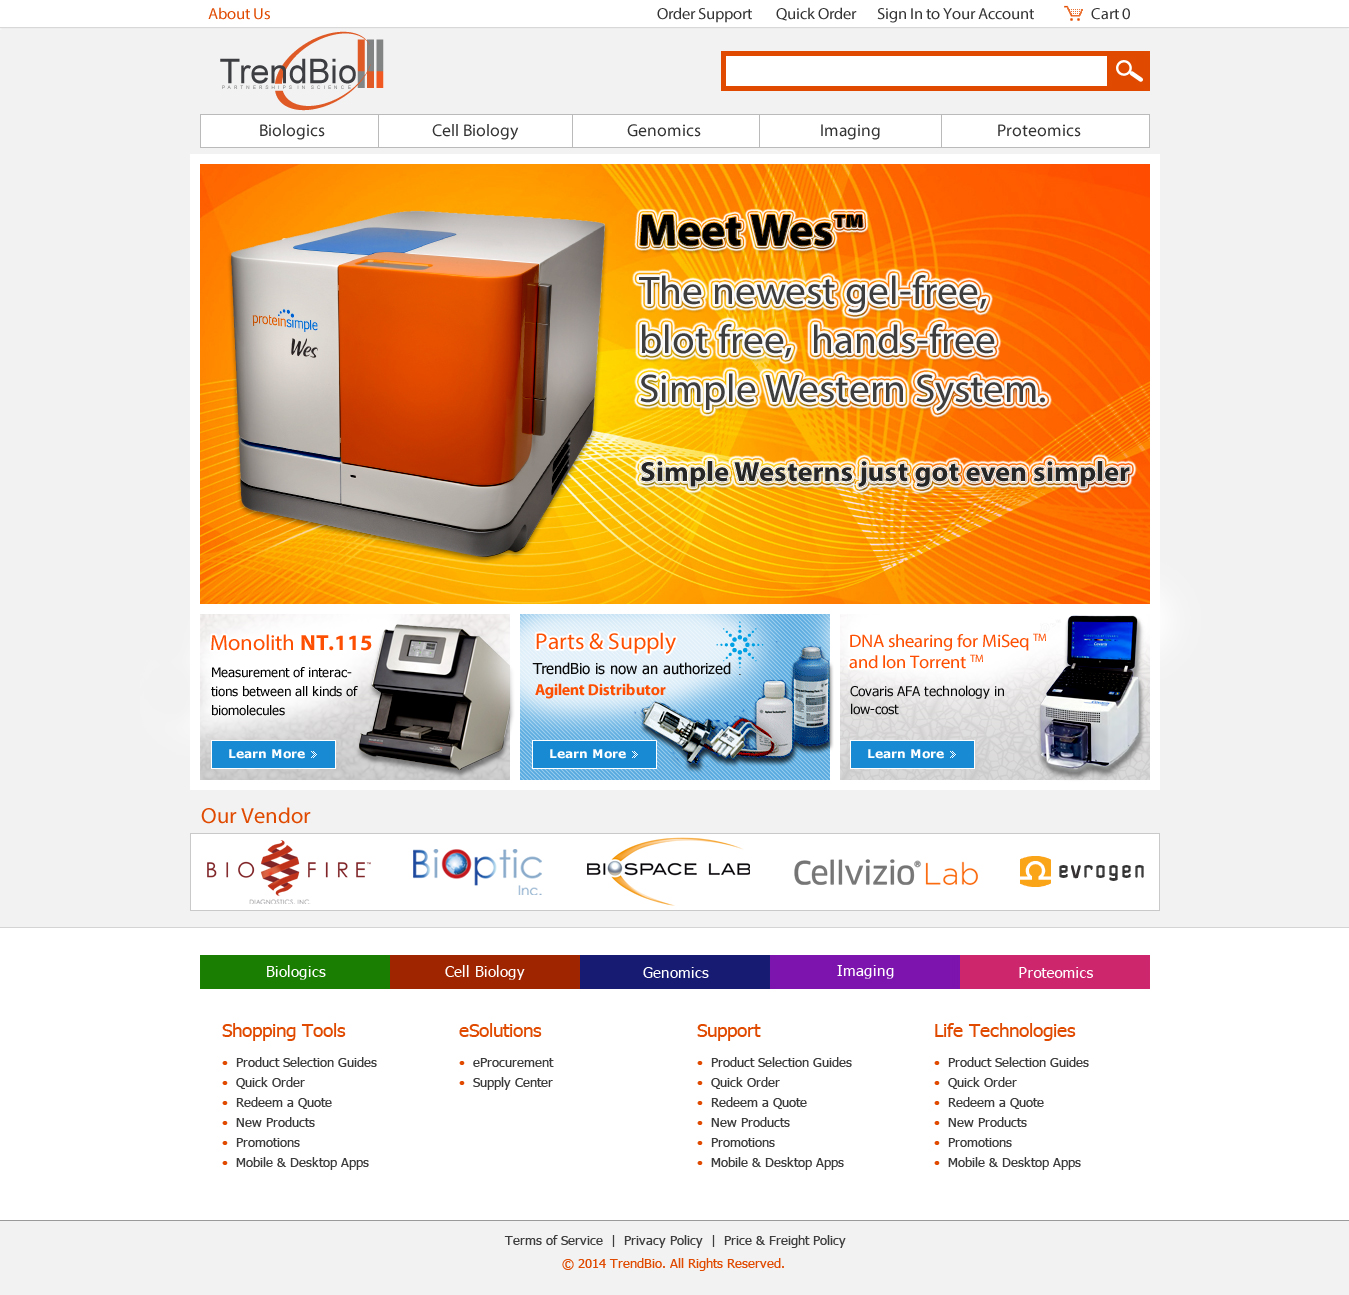 About Us
Order Support
Quick Order
Sign In to Your Account
Cart 0
TrendBio
PARTNERSHIPS IN SCIENCE
Biologics
Cell Biology
Genomics
Imaging
Proteomics
Meet Wes™
The newest gel-free,
blot free, hands-free
Simple Western System.
Simple Westerns just got even simpler
proteinsimple
Wes
Monolith NT.115
Measurement of interac-
tions between all kinds of
biomolecules
Learn More »
Parts & Supply
TrendBio is now an authorized
Agilent Distributor
Learn More »
DNA shearing for MiSeq ™
and Ion Torrent ™
Covaris AFA technology in
low-cost
Learn More »
Our Vendor
BIO FIRE™
DIAGNOSTICS, INC.
BiOptic
Inc.
BIOSPACE LAB
Cellvizio® Lab
evrogen
Biologics
Cell Biology
Genomics
Imaging
Proteomics
Shopping Tools
• Product Selection Guides
• Quick Order
• Redeem a Quote
• New Products
• Promotions
• Mobile & Desktop Apps
eSolutions
• eProcurement
• Supply Center
Support
• Product Selection Guides
• Quick Order
• Redeem a Quote
• New Products
• Promotions
• Mobile & Desktop Apps
Life Technologies
• Product Selection Guides
• Quick Order
• Redeem a Quote
• New Products
• Promotions
• Mobile & Desktop Apps
Terms of Service | Privacy Policy | Price & Freight Policy
© 2014 TrendBio. All Rights Reserved.